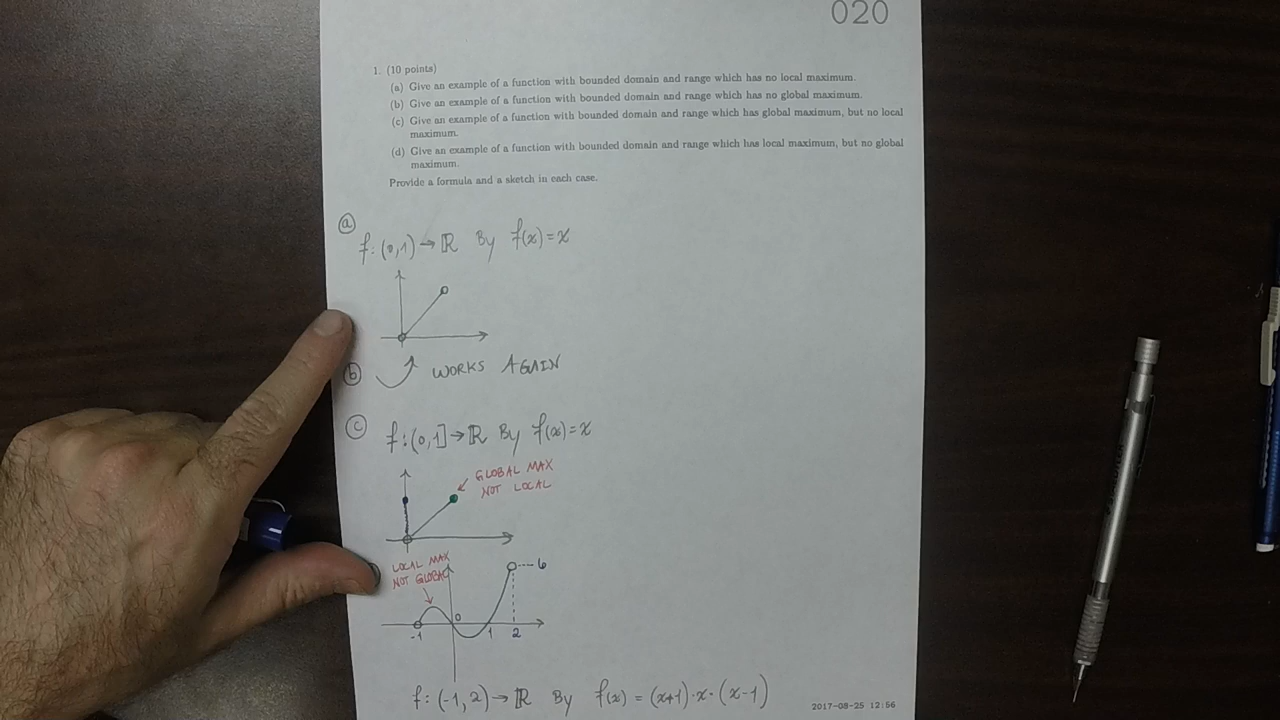 020
1. (10 points)
(a) Give an example of a function with bounded domain and range which has no local maximum.
(b) Give an example of a function with bounded domain and range which has no global maximum.
(c) Give an example of a function with bounded domain and range which has global maximum, but no local
maximum.
(d) Give an example of a function with bounded domain and range which has local maximum, but no global
maximum.
Provide a formula and a sketch in each case.
(a)
f:(0,1)→ℝ By f(x)=x
(b) WORKS AGAIN
(c) f:(0,1]→ℝ By f(x)=x
GLOBAL MAX
NOT LOCAL
LOCAL MAX
NOT GLOBAL
6
0
-1 1 2
f:(-1,2)→ℝ By f(x)=(x+1)·x·(x-1)
2017-08-25 12:56